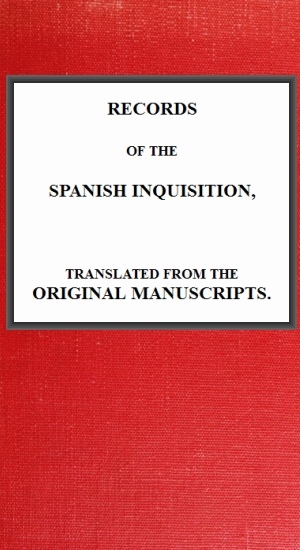 RECORDS
OF THE
SPANISH INQUISITION,
TRANSLATED FROM THE
ORIGINAL MANUSCRIPTS.